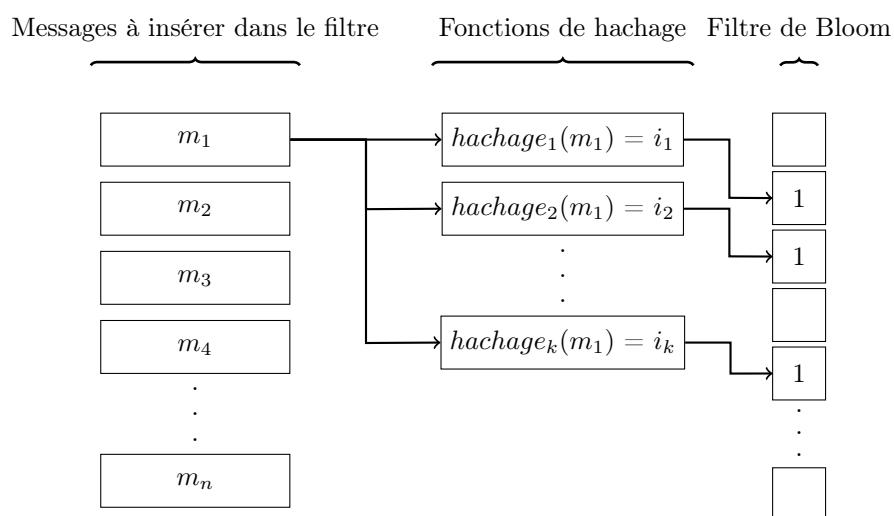 Messages à insérer dans le filtre
Fonctions de hachage
Filtre de Bloom
m₁
m₂
m₃
m₄
.
.
.
mₙ
hachage₁(m₁) = i₁
hachage₂(m₁) = i₂
.
.
.
hachageₖ(m₁) = iₖ
1
1
1
.
.
.